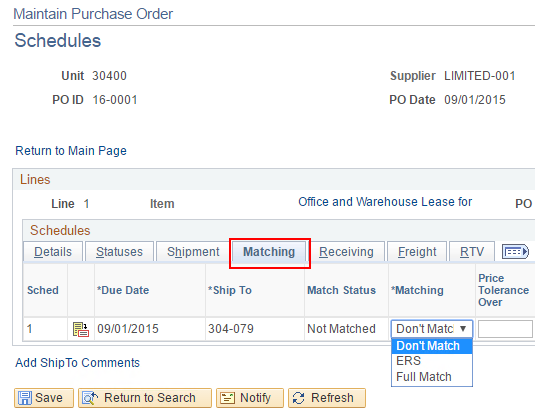 Maintain Purchase Order
Schedules
Unit 30400 Supplier LIMITED-001
PO ID 16-0001 PO Date 09/01/2015
Return to Main Page
Lines
Line 1 Item Office and Warehouse Lease for PO
Schedules
Details Statuses Shipment Matching Receiving Freight RTV
Sched *Due Date *Ship To Match Status *Matching Price Tolerance Over
1 09/01/2015 304-079 Not Matched Don't Matc
Don't Match
ERS
Full Match
Add ShipTo Comments
Save Return to Search Notify Refresh